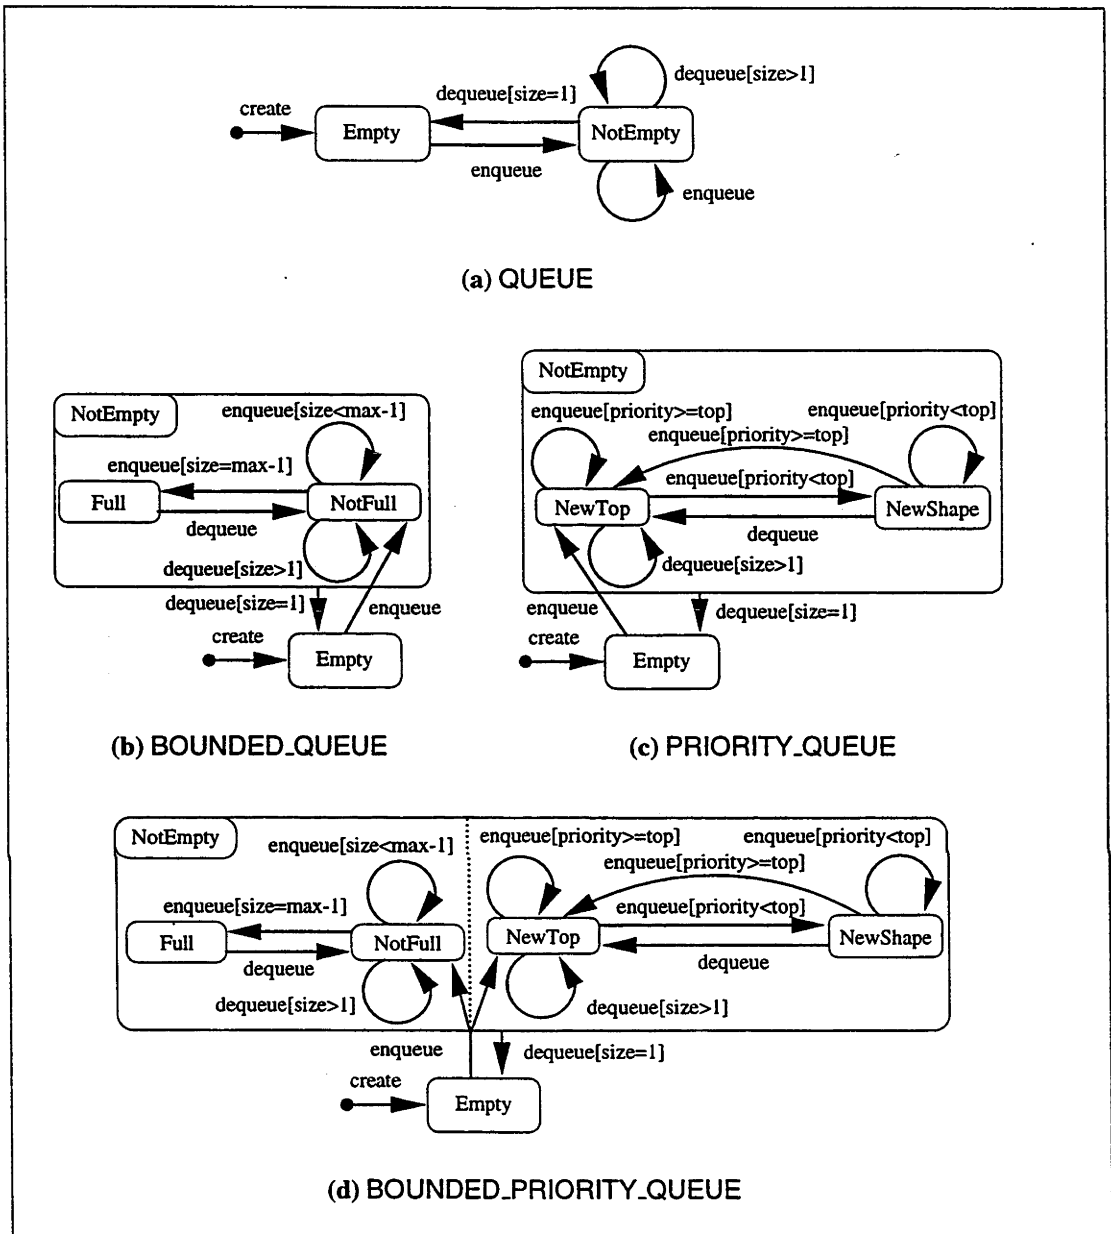 dequeue[size>1]
dequeue[size=1]
create
Empty
NotEmpty
enqueue
enqueue
(a) QUEUE
NotEmpty
enqueue[size<max-1]
enqueue[size=max-1]
Full
NotFull
dequeue
dequeue[size>1]
dequeue[size=1]
enqueue
create
Empty
(b) BOUNDED_QUEUE
NotEmpty
enqueue[priority>=top]
enqueue[priority<top]
enqueue[priority>=top]
enqueue[priority<top]
NewTop
NewShape
dequeue
dequeue[size>1]
enqueue
dequeue[size=1]
create
Empty
(c) PRIORITY_QUEUE
NotEmpty
enqueue[size<max-1]
enqueue[size=max-1]
Full
NotFull
dequeue
dequeue[size>1]
enqueue[priority>=top]
enqueue[priority<top]
enqueue[priority>=top]
enqueue[priority<top]
NewTop
NewShape
dequeue
dequeue[size>1]
enqueue
dequeue[size=1]
create
Empty
(d) BOUNDED_PRIORITY_QUEUE